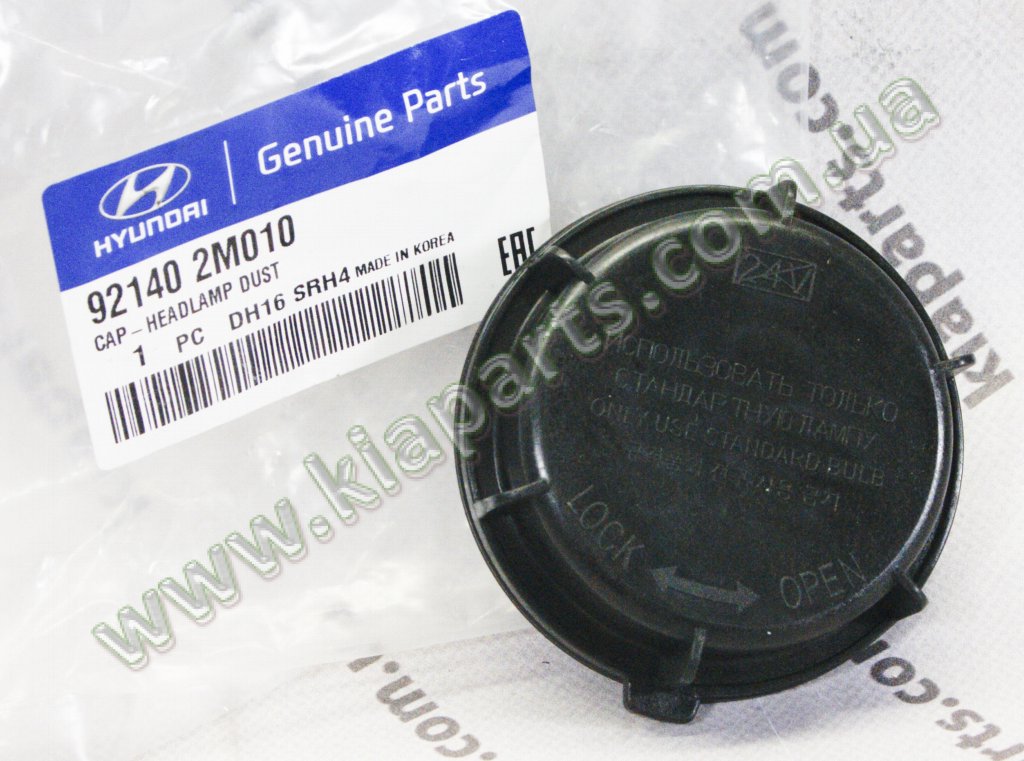 HYUNDAI
Genuine Parts
92140 2M010
CAP-HEADLAMP DUST
1 PC DH16 SRH4 MADE IN KOREA
EAC
24V
ИСПОЛЬЗОВАТЬ ТОЛЬКО
СТАНДАРТНУЮ ЛАМПУ
ONLY USE STANDARD BULB
LOCK
OPEN
www.kiaparts.com.ua
kiaparts.com